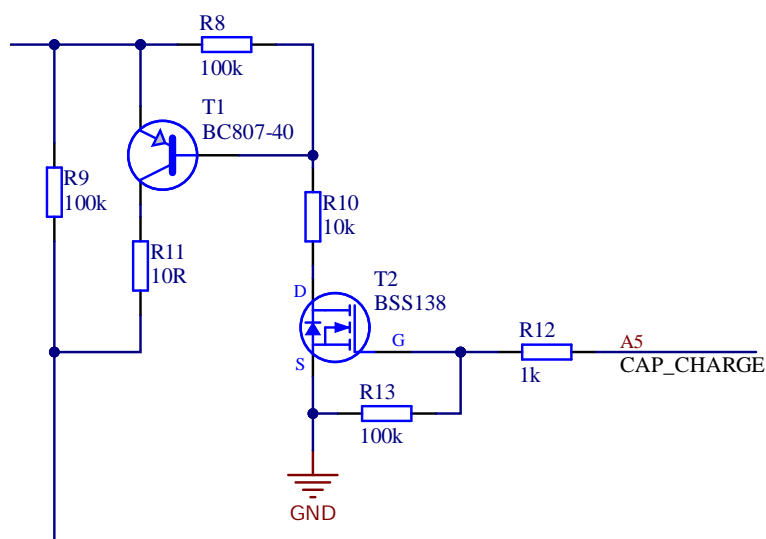 R8
100k
T1
BC807-40
R9
100k
R10
10k
R11
10R
T2
BSS138
D
G
S
R12
1k
A5
CAP_CHARGE
R13
100k
GND